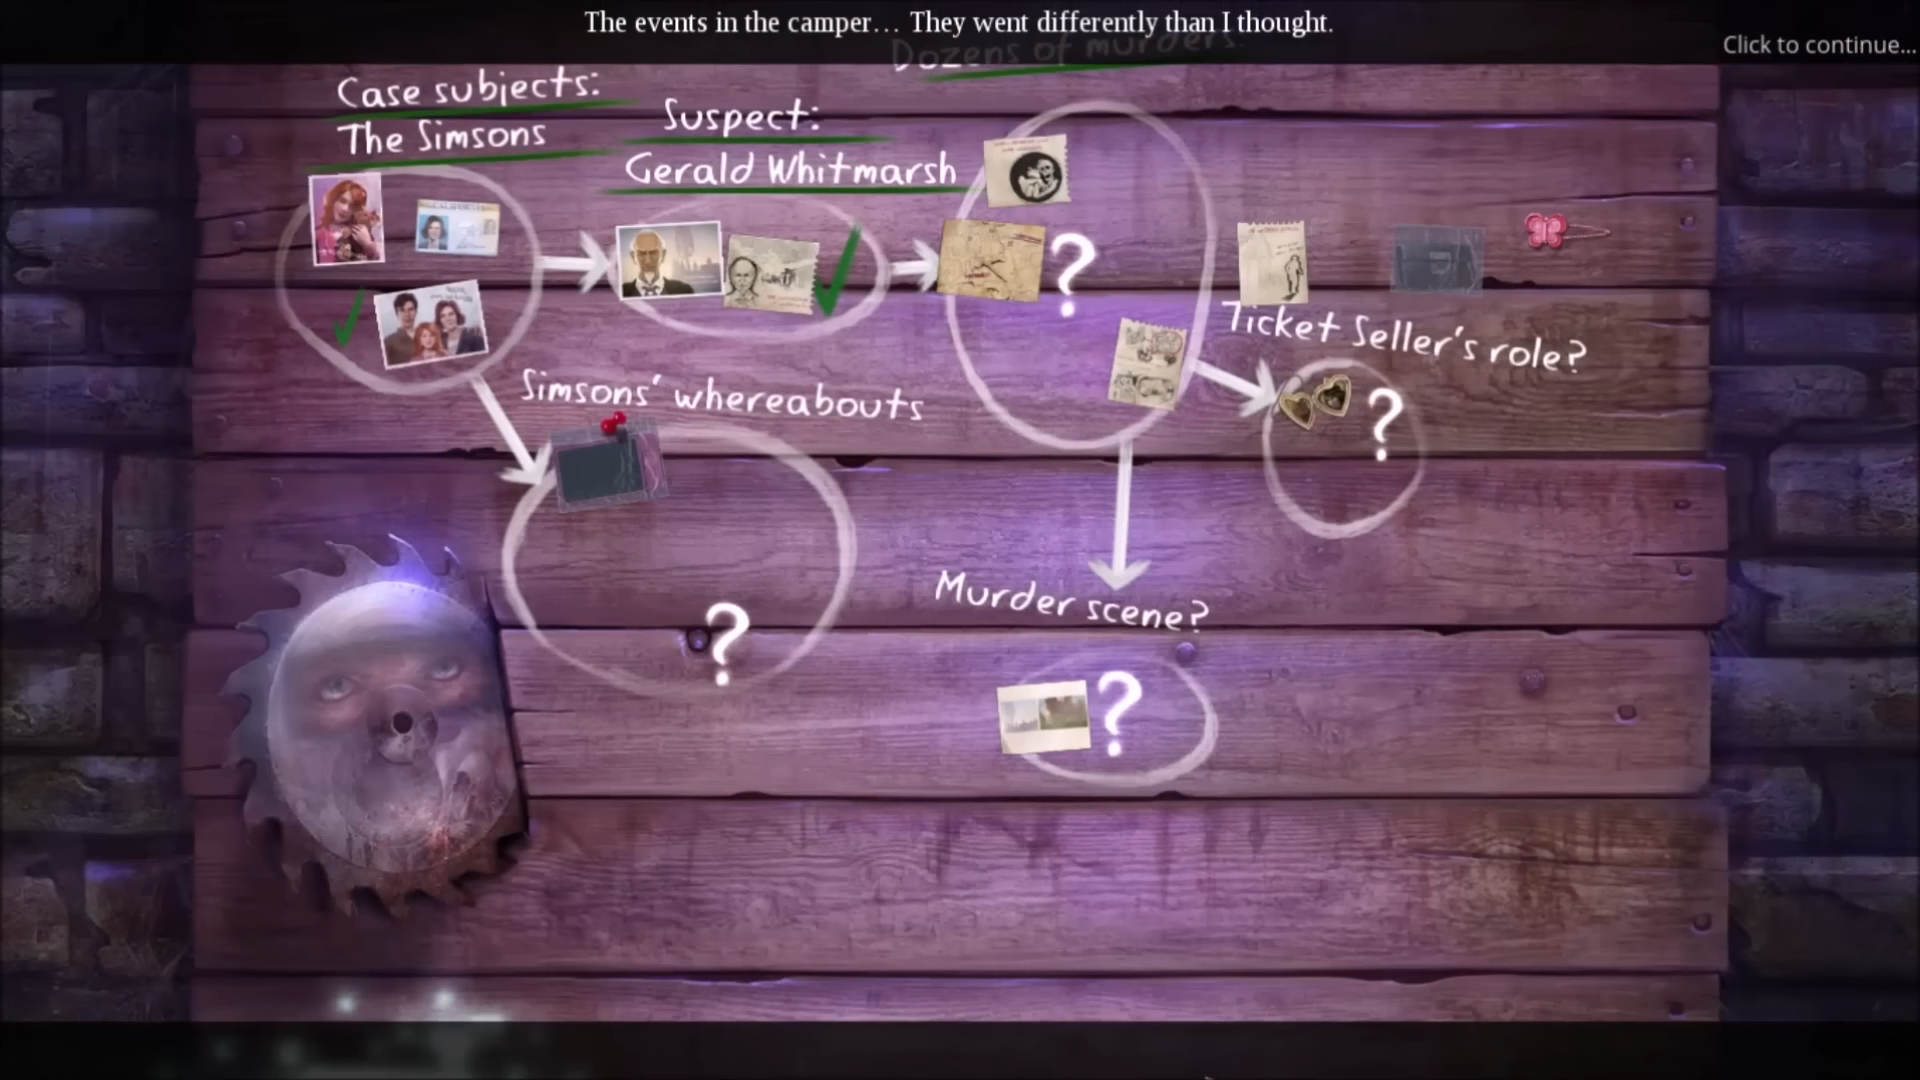 The events in the camper... They went differently than I thought.
Click to continue...
Dozens of murders:
Case subjects:
The Simsons
Suspect:
Gerald Whitmarsh
?
Ticket Seller's role?
?
Simsons' whereabouts
?
Murder scene?
?